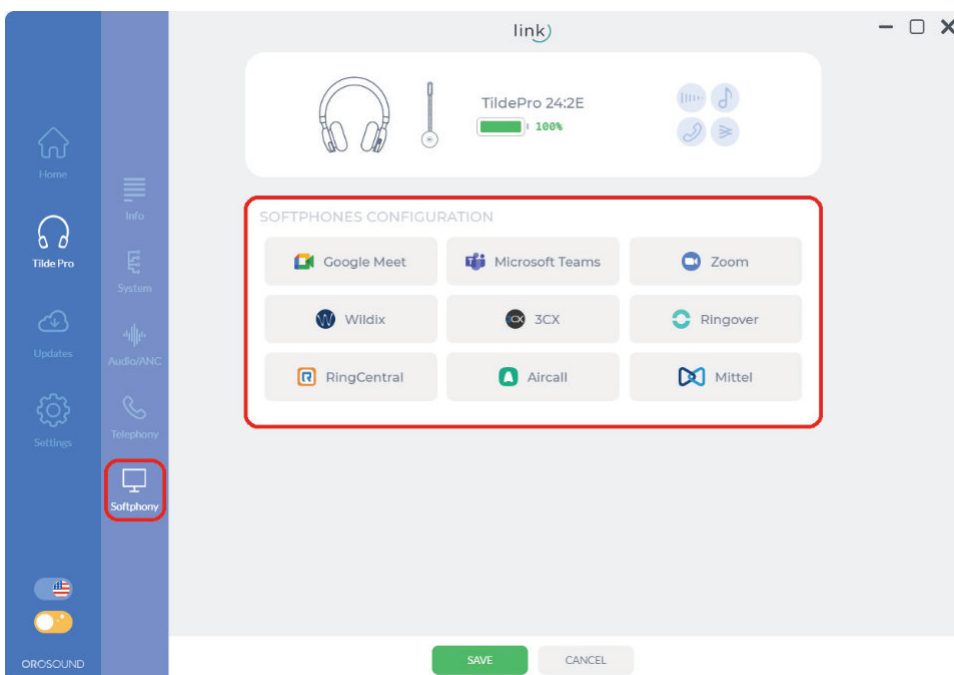 link
TildePro 24:2E
100%
Home
Tilde Pro
Updates
Settings
OROSOUND
Info
System
Audio/ANC
Telephony
Softphony
SOFTPHONES CONFIGURATION
Google Meet
Microsoft Teams
Zoom
Wildix
3CX
Ringover
RingCentral
Aircall
Mittel
SAVE
CANCEL